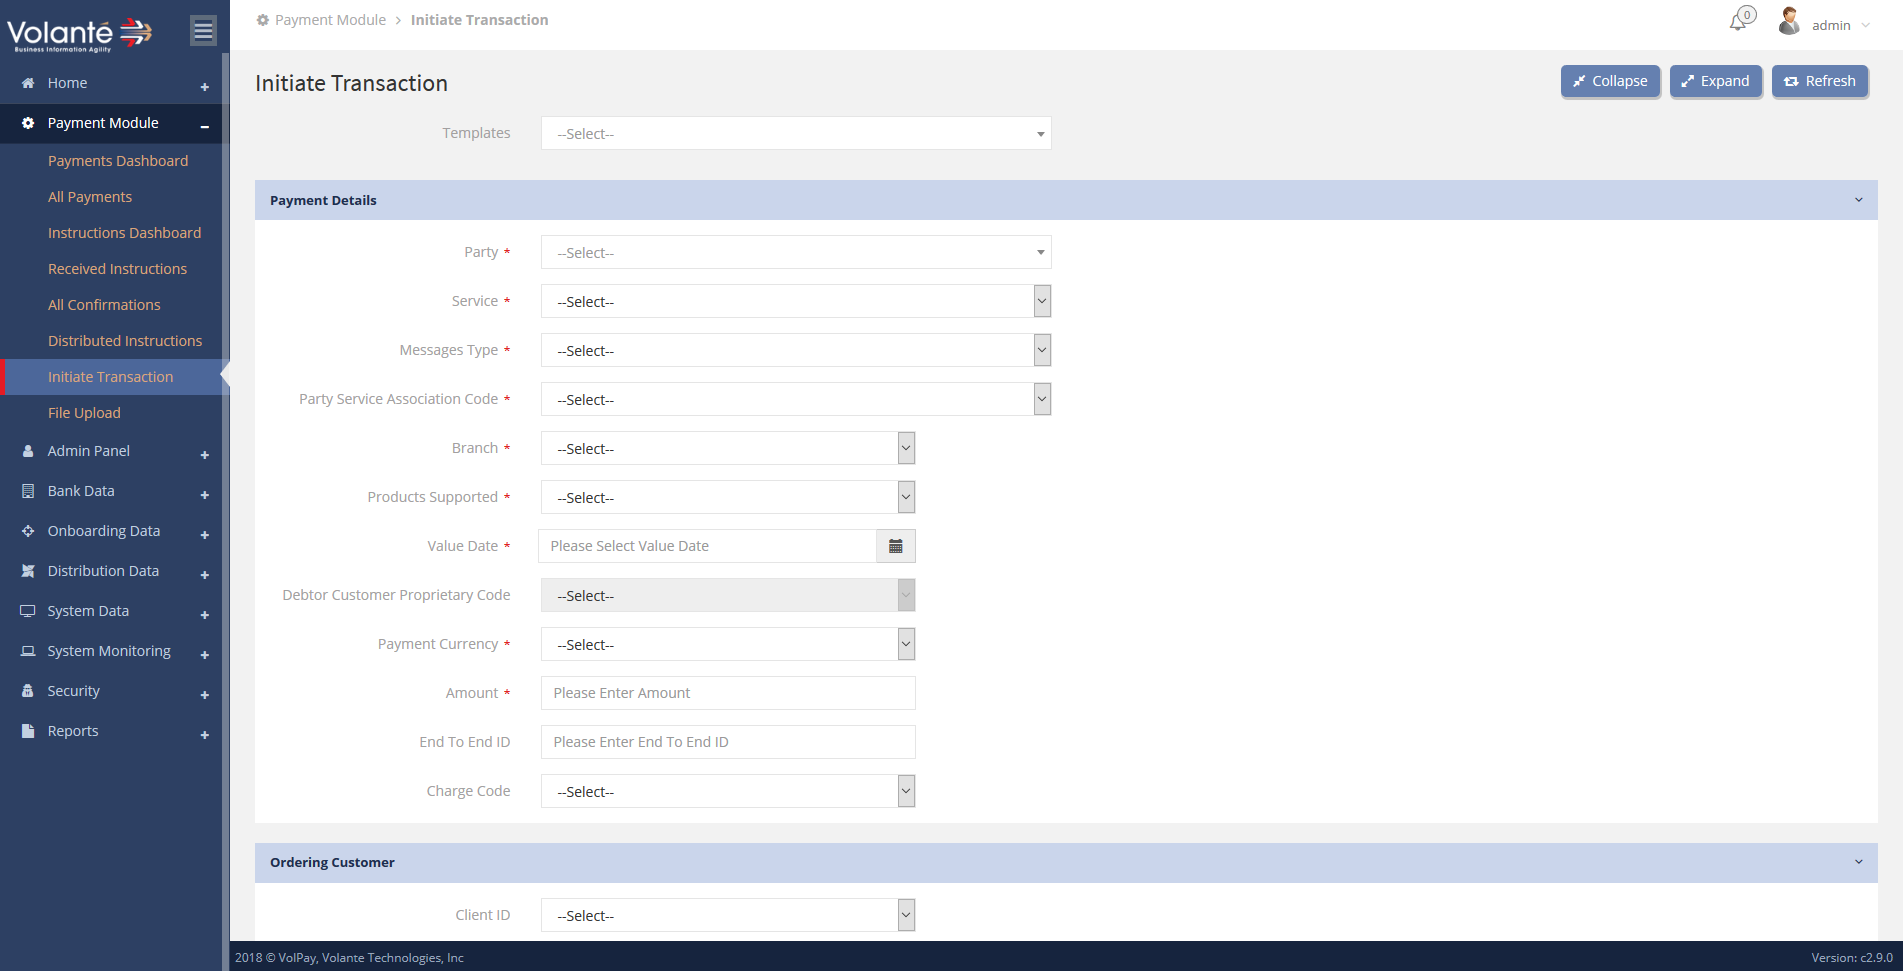 Volanté
Business Information Agility
Home
Payment Module
Payments Dashboard
All Payments
Instructions Dashboard
Received Instructions
All Confirmations
Distributed Instructions
Initiate Transaction
File Upload
Admin Panel
Bank Data
Onboarding Data
Distribution Data
System Data
System Monitoring
Security
Reports
Payment Module > Initiate Transaction
0
admin
Initiate Transaction
Collapse
Expand
Refresh
Templates --Select--
Payment Details
Party * --Select--
Service * --Select--
Messages Type * --Select--
Party Service Association Code * --Select--
Branch * --Select--
Products Supported * --Select--
Value Date * Please Select Value Date
Debtor Customer Proprietary Code --Select--
Payment Currency * --Select--
Amount * Please Enter Amount
End To End ID Please Enter End To End ID
Charge Code --Select--
Ordering Customer
Client ID --Select--
2018 © VolPay, Volante Technologies, Inc
Version: c2.9.0